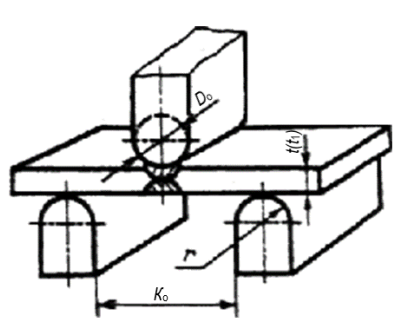 D₀
t(t₁)
r
K₀